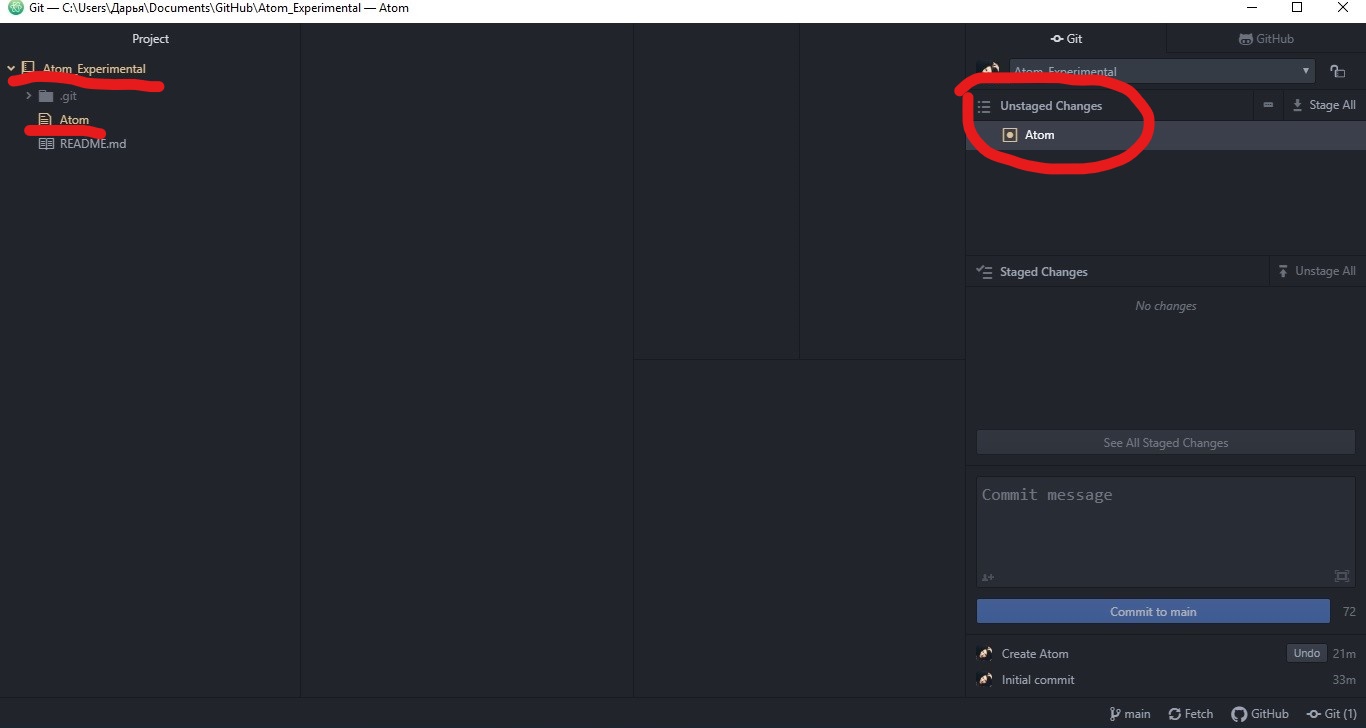 Git — C:\Users\Дарья\Documents\GitHub\Atom_Experimental — Atom
Project
Atom_Experimental
.git
Atom
README.md
Git
GitHub
Atom_Experimental
Unstaged Changes
Stage All
Atom
Staged Changes
Unstage All
No changes
See All Staged Changes
Commit message
Commit to main
72
Create Atom
Undo
21m
Initial commit
33m
main
Fetch
GitHub
Git (1)